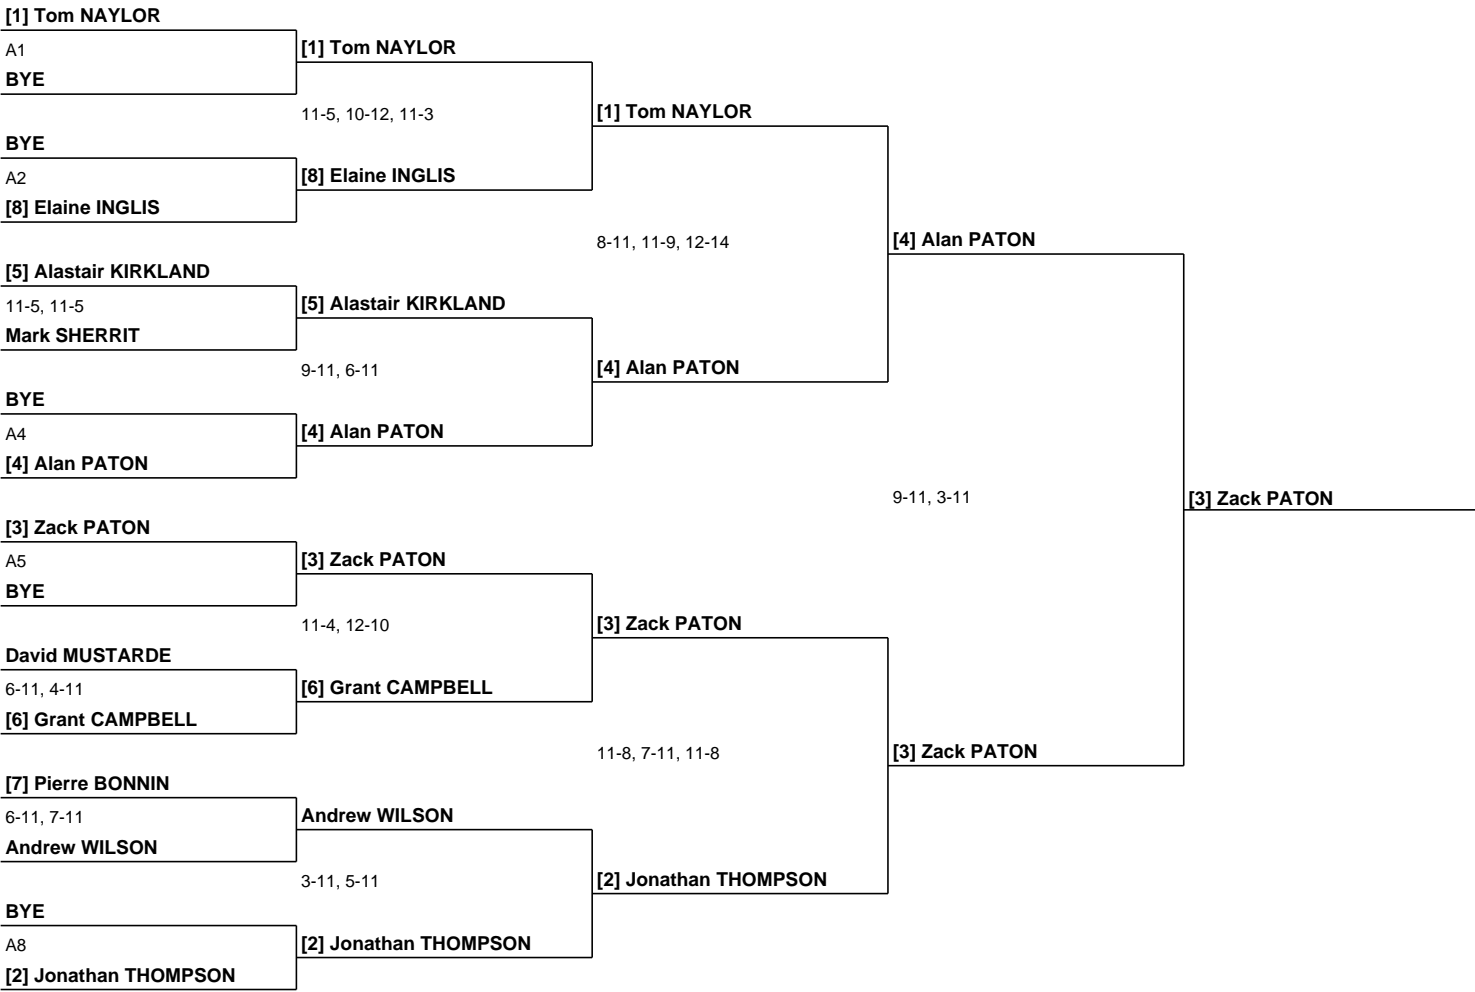 [1] Tom NAYLOR
A1
BYE
BYE
A2
[8] Elaine INGLIS
[5] Alastair KIRKLAND
11-5, 11-5
Mark SHERRIT
BYE
A4
[4] Alan PATON
[3] Zack PATON
A5
BYE
David MUSTARDE
6-11, 4-11
[6] Grant CAMPBELL
[7] Pierre BONNIN
6-11, 7-11
Andrew WILSON
BYE
A8
[2] Jonathan THOMPSON
[1] Tom NAYLOR
11-5, 10-12, 11-3
[8] Elaine INGLIS
[5] Alastair KIRKLAND
9-11, 6-11
[4] Alan PATON
[3] Zack PATON
11-4, 12-10
[6] Grant CAMPBELL
Andrew WILSON
3-11, 5-11
[2] Jonathan THOMPSON
[1] Tom NAYLOR
8-11, 11-9, 12-14
[4] Alan PATON
[3] Zack PATON
11-8, 7-11, 11-8
[2] Jonathan THOMPSON
[4] Alan PATON
9-11, 3-11
[3] Zack PATON
[3] Zack PATON